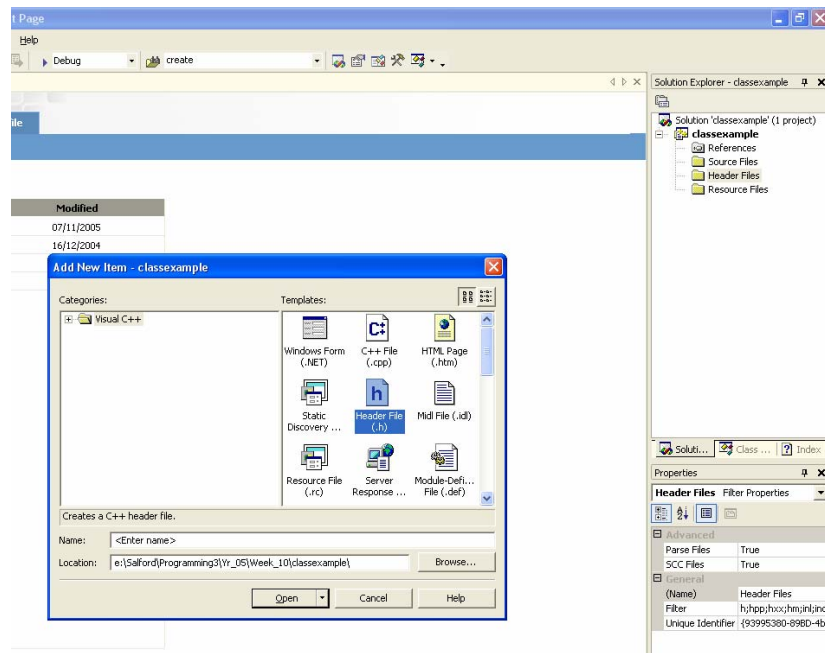 t Page
Help
Debug
create
Solution Explorer - classexample
ile
Solution 'classexample' (1 project)
classexample
References
Source Files
Header Files
Resource Files
Modified
07/11/2005
16/12/2004
Add New Item - classexample
Categories:
Templates:
Visual C++
Windows Form (.NET)
C++ File (.cpp)
HTML Page (.htm)
Static Discovery ...
Header File (.h)
Midl File (.idl)
Resource File (.rc)
Server Response ...
Module-Defi... File (.def)
Creates a C++ header file.
Name: <Enter name>
Location: e:\Salford\Programming3\Yr_05\Week_10\classexample\
Browse...
Open
Cancel
Help
Soluti...
Class ...
Index
Properties
Header Files Filter Properties
Advanced
Parse Files True
SCC Files True
General
(Name) Header Files
Filter h;hpp;hxx;hm;inl;inc
Unique Identifier {93995380-89BD-4b